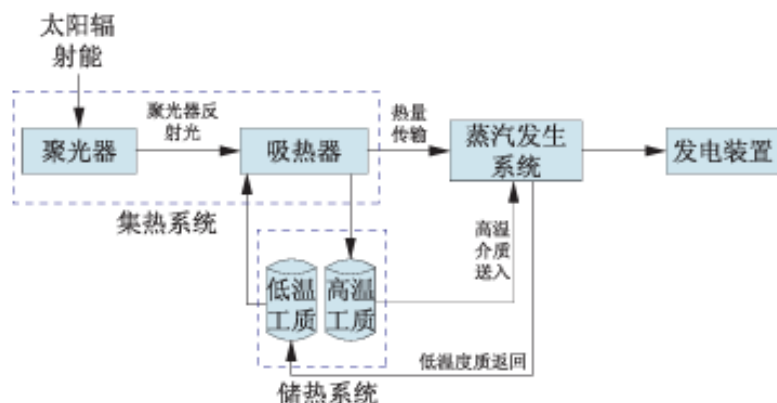 太阳辐
射能
聚光器
聚光器反
射光
吸热器
热量
传输
蒸汽发生
系统
发电装置
集热系统
低温
工质
高温
工质
高温
介质
送入
低温度质返回
储热系统